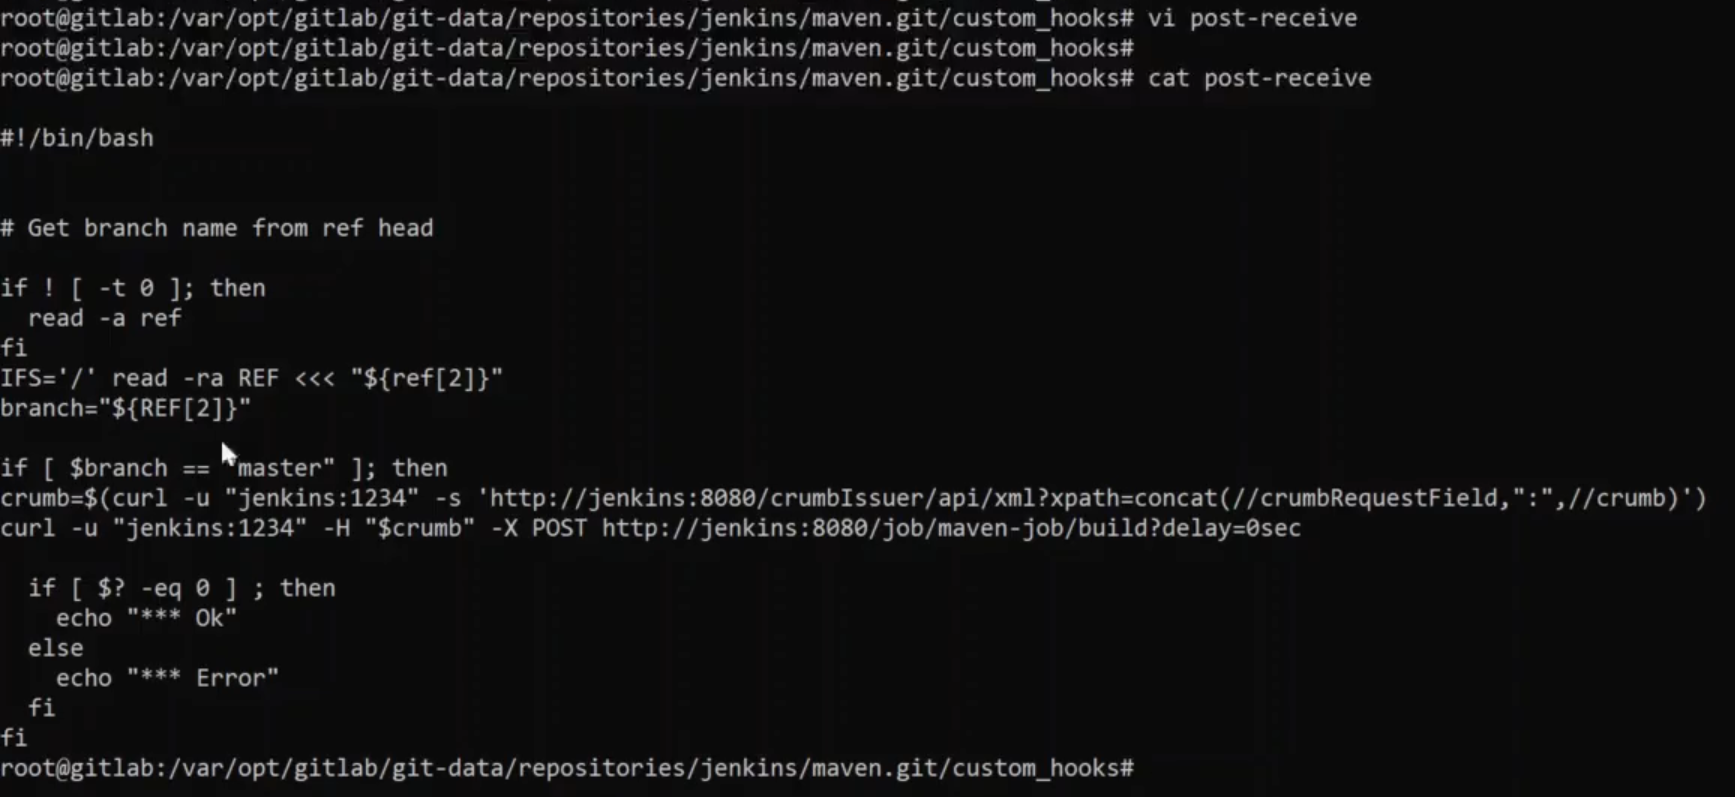 root@gitlab:/var/opt/gitlab/git-data/repositories/jenkins/maven.git/custom_hooks# vi post-receive
root@gitlab:/var/opt/gitlab/git-data/repositories/jenkins/maven.git/custom_hooks#
root@gitlab:/var/opt/gitlab/git-data/repositories/jenkins/maven.git/custom_hooks# cat post-receive
#!/bin/bash
# Get branch name from ref head
if ! [ -t 0 ]; then
  read -a ref
fi
IFS='/' read -ra REF <<< "${ref[2]}"
branch="${REF[2]}"
if [ $branch == "master" ]; then
crumb=$(curl -u "jenkins:1234" -s 'http://jenkins:8080/crumbIssuer/api/xml?xpath=concat(//crumbRequestField,":",//crumb)')
curl -u "jenkins:1234" -H "$crumb" -X POST http://jenkins:8080/job/maven-job/build?delay=0sec
  if [ $? -eq 0 ] ; then
    echo "*** Ok"
  else
    echo "*** Error"
  fi
fi
root@gitlab:/var/opt/gitlab/git-data/repositories/jenkins/maven.git/custom_hooks#